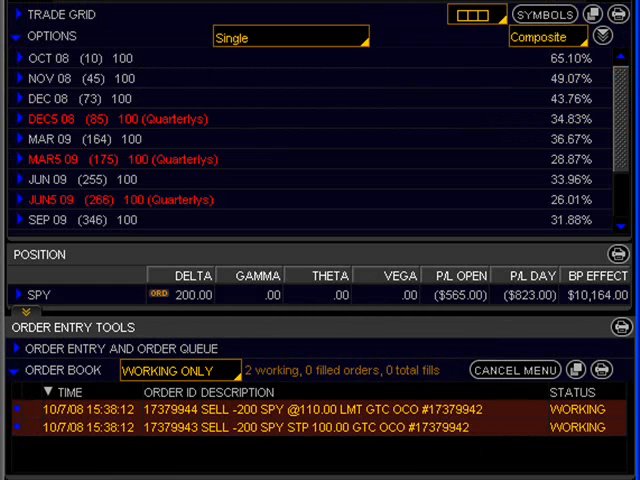 TRADE GRID SYMBOLS
OPTIONS Single Composite
OCT 08 (10) 100 65.10%
NOV 08 (45) 100 49.07%
DEC 08 (73) 100 43.76%
DEC5 08 (85) 100 (Quarterlys) 34.83%
MAR 09 (164) 100 36.67%
MAR5 09 (175) 100 (Quarterlys) 28.87%
JUN 09 (255) 100 33.96%
JUN5 09 (266) 100 (Quarterlys) 26.01%
SEP 09 (346) 100 31.88%
POSITION
DELTA GAMMA THETA VEGA P/L OPEN P/L DAY BP EFFECT
SPY ORD 200.00 .00 .00 .00 ($565.00) ($823.00) $10,164.00
ORDER ENTRY TOOLS
ORDER ENTRY AND ORDER QUEUE
ORDER BOOK WORKING ONLY 2 working, 0 filled orders, 0 total fills CANCEL MENU
TIME ORDER ID DESCRIPTION STATUS
10/7/08 15:38:12 17379944 SELL -200 SPY @110.00 LMT GTC OCO #17379942 WORKING
10/7/08 15:38:12 17379943 SELL -200 SPY STP 100.00 GTC OCO #17379942 WORKING